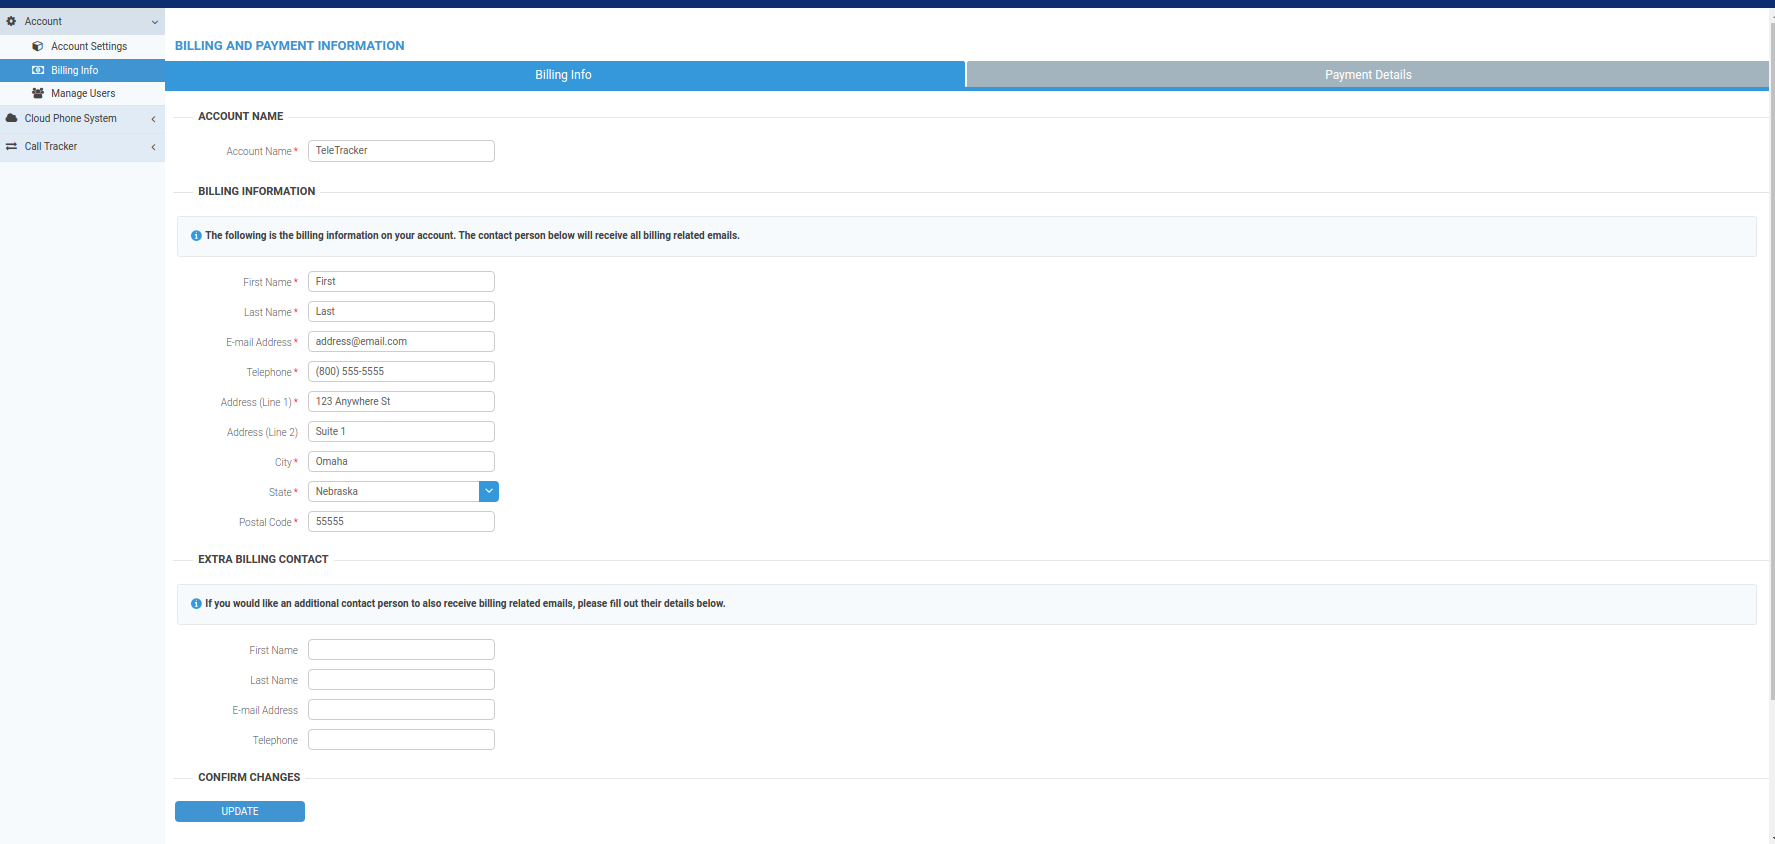 Account
Account Settings
Billing Info
Manage Users
Cloud Phone System
Call Tracker
BILLING AND PAYMENT INFORMATION
Billing Info
Payment Details
ACCOUNT NAME
Account Name * TeleTracker
BILLING INFORMATION
The following is the billing information on your account. The contact person below will receive all billing related emails.
First Name * First
Last Name * Last
E-mail Address * address@email.com
Telephone * (800) 555-5555
Address (Line 1) * 123 Anywhere St
Address (Line 2) Suite 1
City * Omaha
State * Nebraska
Postal Code * 55555
EXTRA BILLING CONTACT
If you would like an additional contact person to also receive billing related emails, please fill out their details below.
First Name
Last Name
E-mail Address
Telephone
CONFIRM CHANGES
UPDATE